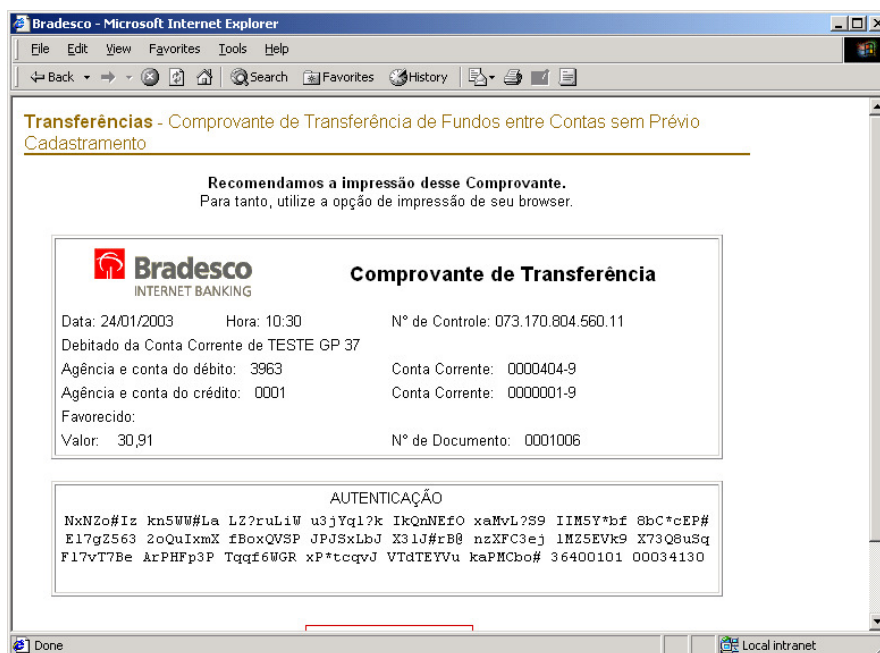 Bradesco - Microsoft Internet Explorer
File Edit View Favorites Tools Help
Back Search Favorites History
Transferências - Comprovante de Transferência de Fundos entre Contas sem Prévio
Cadastramento
Recomendamos a impressão desse Comprovante.
Para tanto, utilize a opção de impressão de seu browser.
Bradesco
INTERNET BANKING
Comprovante de Transferência
Data: 24/01/2003 Hora: 10:30 N° de Controle: 073.170.804.560.11
Debitado da Conta Corrente de TESTE GP 37
Agência e conta do débito: 3963 Conta Corrente: 0000404-9
Agência e conta do crédito: 0001 Conta Corrente: 0000001-9
Favorecido:
Valor: 30,91 N° de Documento: 0001006
AUTENTICAÇÃO
NxNZo#Iz kn5WW#La LZ?ruLiW u3jYql?k IkQnNEfO xaMvL?S9 IIM5Y*bf 8bC*cEP#
E17gZ563 2oQuIxmX fBoxQVSP JPJSxLbJ X3lJ#rB@ nzXFC3ej lMZ5EVk9 X73Q8uSq
F17vT7Be ArPHFp3P Tqqf6WGR xP*tcqvJ VTdTEYVu kaPMCbo# 36400101 00034130
Done Local intranet